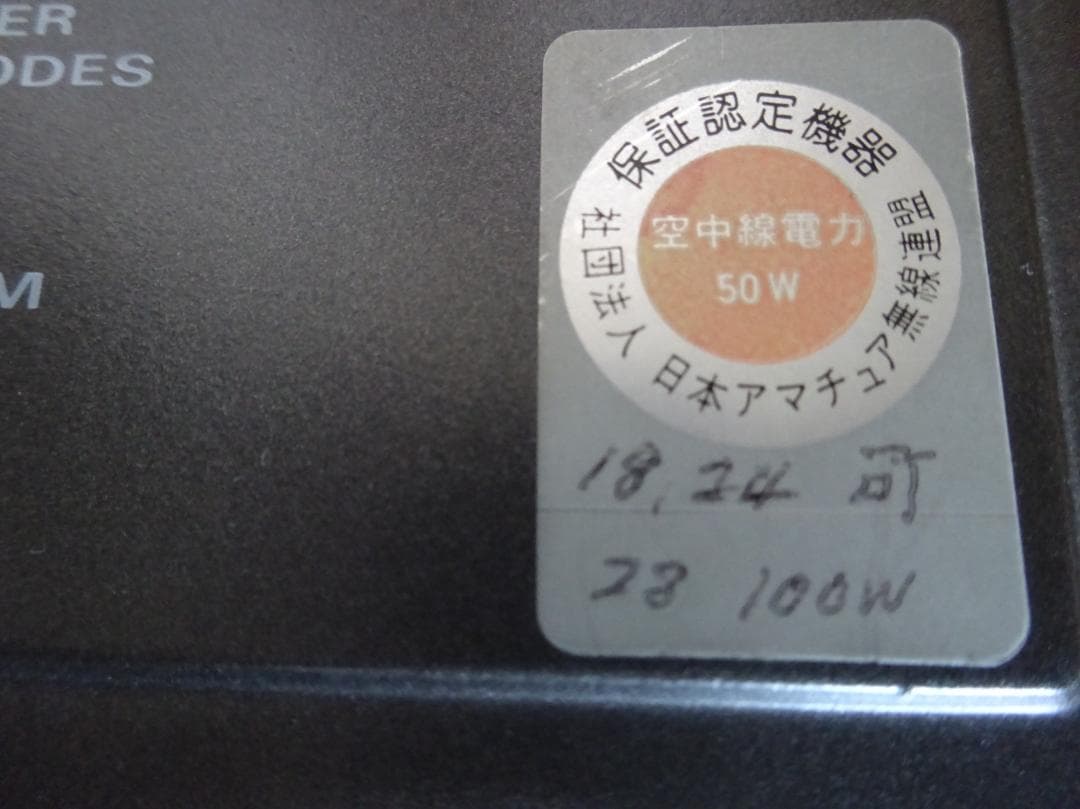 ER
ODES
M
保証認定機器
空中線電力
50W
社団法人 日本アマチュア無線連盟
18,24 可
28 100W